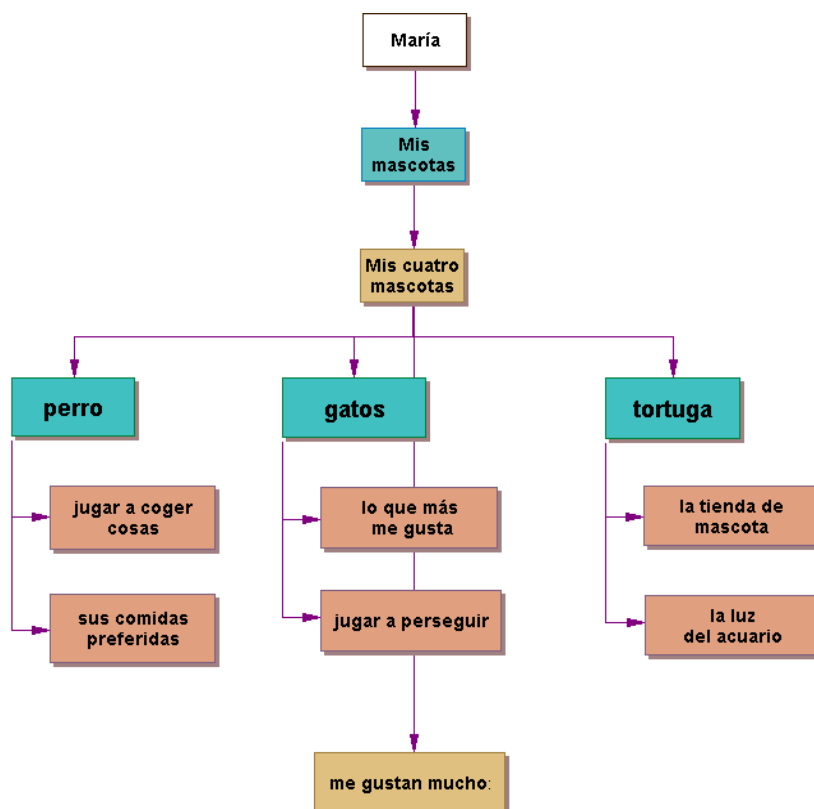 María
Mis
mascotas
Mis cuatro
mascotas
perro
gatos
tortuga
jugar a coger
cosas
lo que más
me gusta
la tienda de
mascota
sus comidas
preferidas
jugar a perseguir
la luz
del acuario
me gustan mucho: